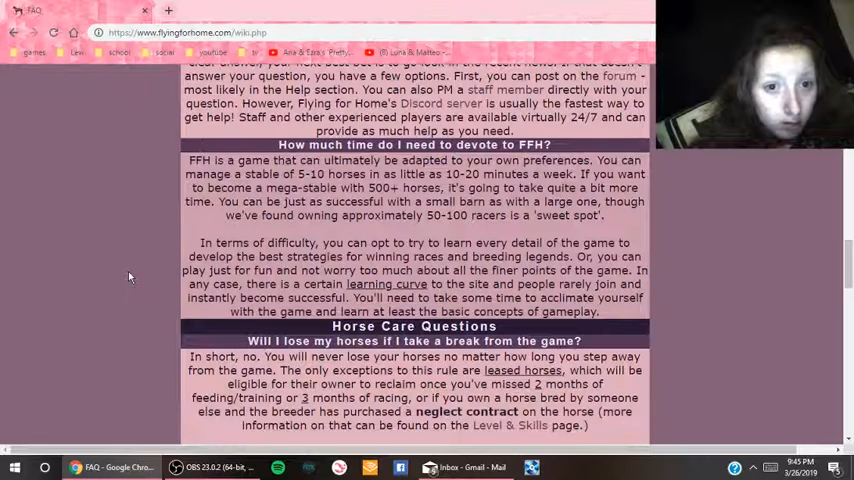 FAQ
https://www.flyingforhome.com/wiki.php
games Lew school social youtube tv Ana & Ezra's 'Pretty... (8) Luna & Matteo -...
answer your question, you have a few options. First, you can post on the forum -
most likely in the Help section. You can also PM a staff member directly with your
question. However, Flying for Home's Discord server is usually the fastest way to
get help! Staff and other experienced players are available virtually 24/7 and can
provide as much help as you need.
How much time do I need to devote to FFH?
FFH is a game that can ultimately be adapted to your own preferences. You can
manage a stable of 5-10 horses in as little as 10-20 minutes a week. If you want
to become a mega-stable with 500+ horses, it's going to take quite a bit more
time. You can be just as successful with a small barn as with a large one, though
we've found owning approximately 50-100 racers is a 'sweet spot'.
In terms of difficulty, you can opt to try to learn every detail of the game to
develop the best strategies for winning races and breeding legends. Or, you can
play just for fun and not worry too much about all the finer points of the game. In
any case, there is a certain learning curve to the site and people rarely join and
instantly become successful. You'll need to take some time to acclimate yourself
with the game and learn at least the basic concepts of gameplay.
Horse Care Questions
Will I lose my horses if I take a break from the game?
In short, no. You will never lose your horses no matter how long you step away
from the game. The only exceptions to this rule are leased horses, which will be
eligible for their owner to reclaim once you've missed 2 months of
feeding/training or 3 months of racing, or if you own a horse bred by someone
else and the breeder has purchased a neglect contract on the horse (more
information on that can be found on the Level & Skills page.)
FAQ - Google Chro... OBS 23.0.2 (64-bit, ... Inbox - Gmail - Mail 9:45 PM
3/26/2019